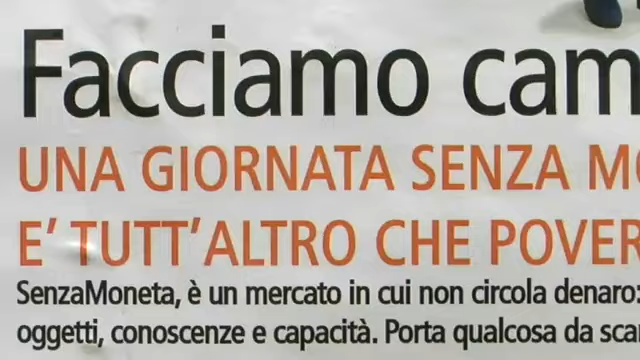 Facciamo cam
UNA GIORNATA SENZA MO
E' TUTT'ALTRO CHE POVER
SenzaMoneta, è un mercato in cui non circola denaro:
oggetti, conoscenze e capacità. Porta qualcosa da sca